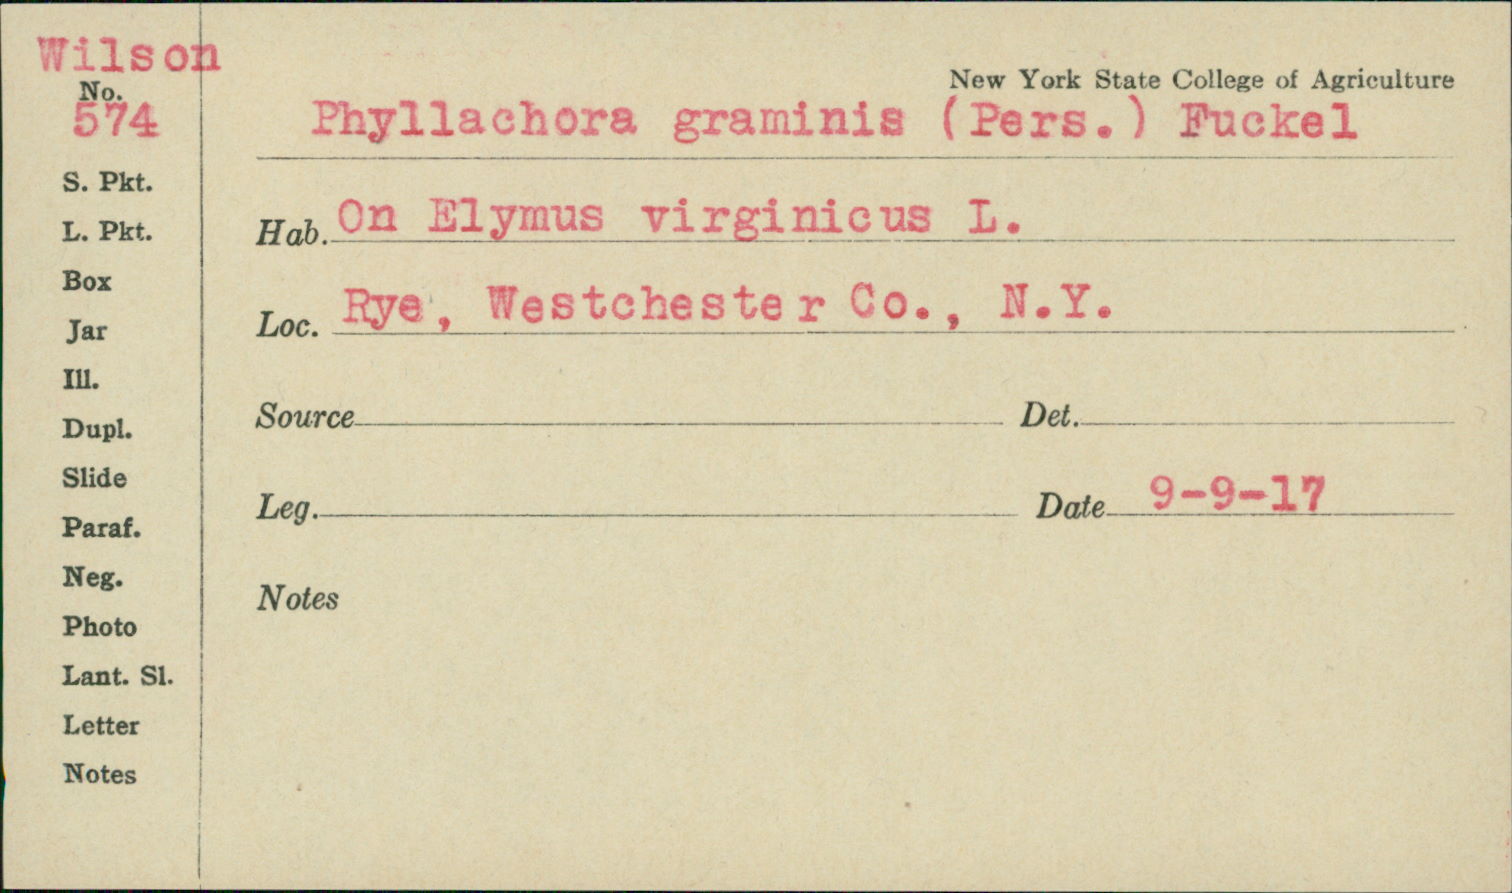 Wilson
No.
574
New York State College of Agriculture
Phyllachora graminis (Pers.) Fuckel
Hab. On Elymus virginicus L.
Loc. Rye, Westchester Co., N.Y.
Source Det.
Leg. Date 9-9-17
Notes
S. Pkt.
L. Pkt.
Box
Jar
Ill.
Dupl.
Slide
Paraf.
Neg.
Photo
Lant. Sl.
Letter
Notes